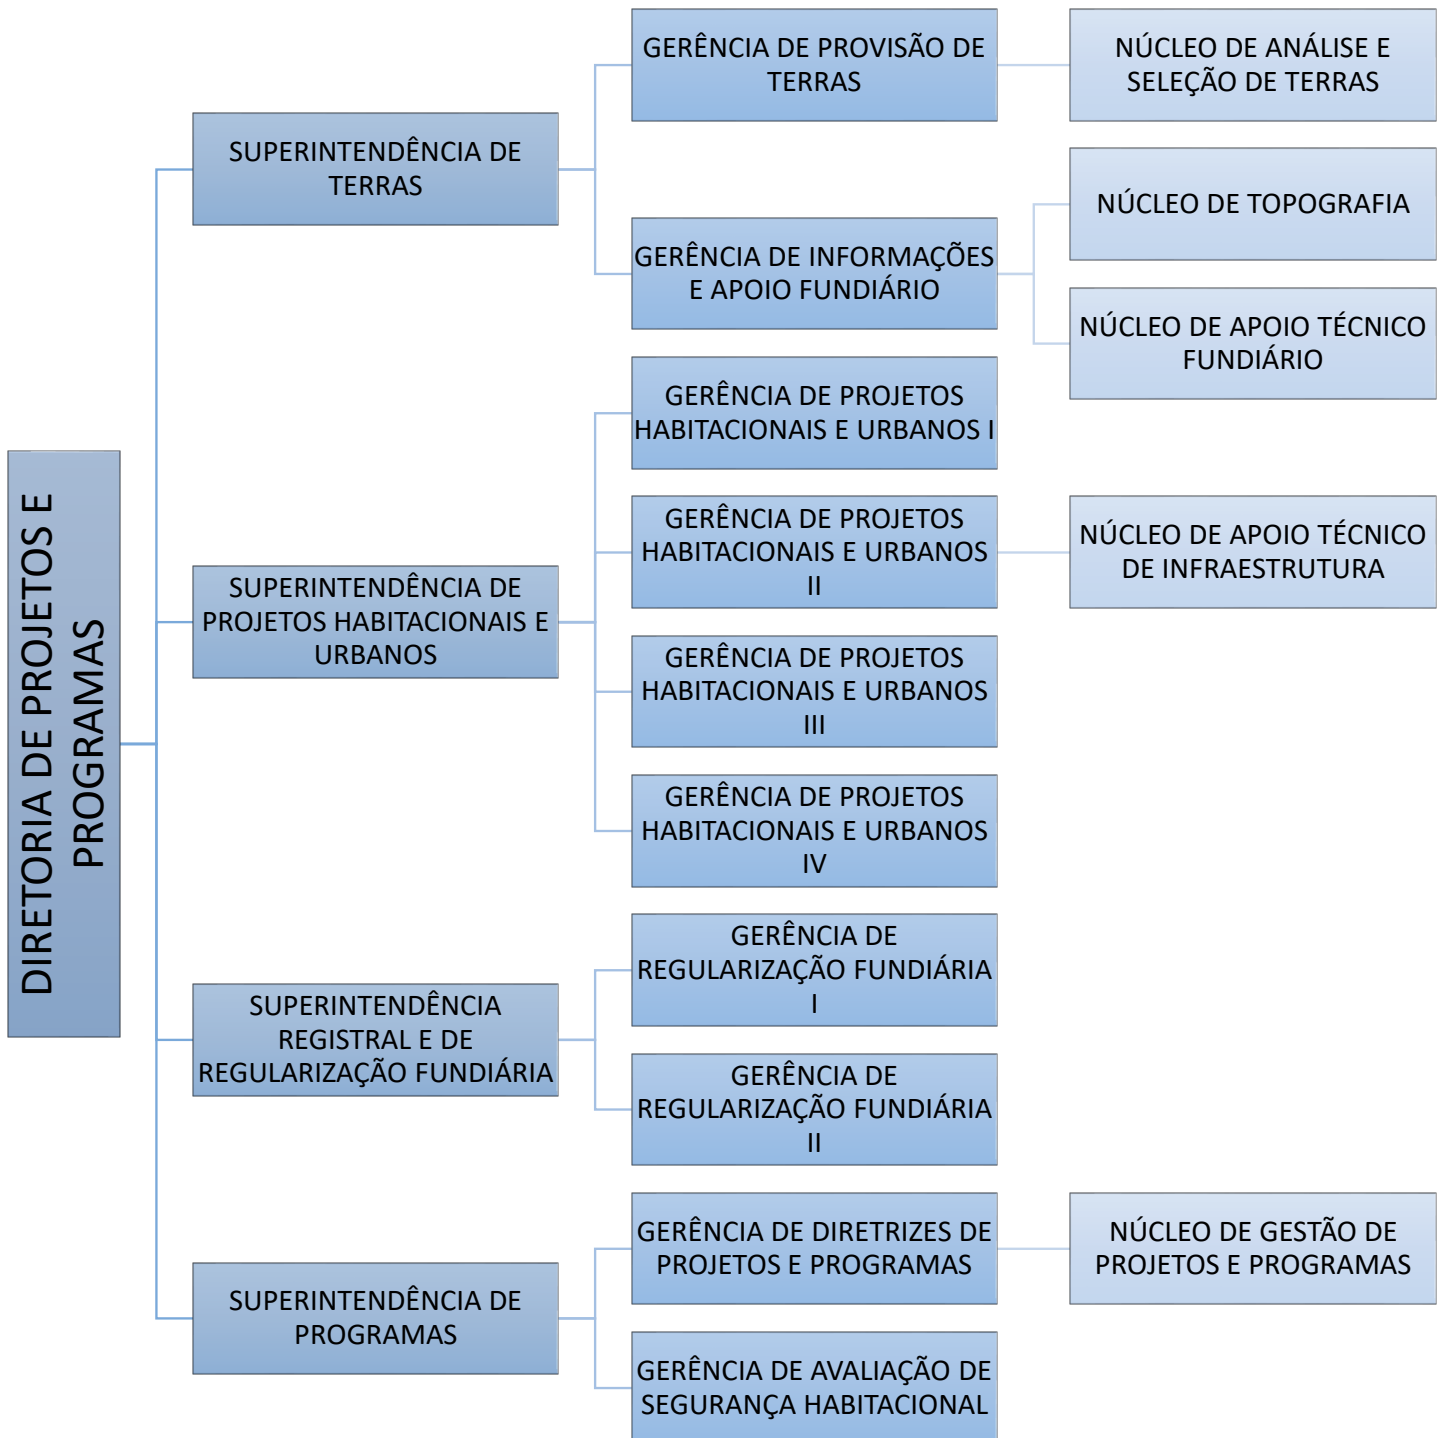 DIRETORIA DE PROJETOS E
PROGRAMAS
SUPERINTENDÊNCIA DE
TERRAS
GERÊNCIA DE PROVISÃO DE
TERRAS
NÚCLEO DE ANÁLISE E
SELEÇÃO DE TERRAS
GERÊNCIA DE INFORMAÇÕES
E APOIO FUNDIÁRIO
NÚCLEO DE TOPOGRAFIA
NÚCLEO DE APOIO TÉCNICO
FUNDIÁRIO
SUPERINTENDÊNCIA DE
PROJETOS HABITACIONAIS E
URBANOS
GERÊNCIA DE PROJETOS
HABITACIONAIS E URBANOS I
GERÊNCIA DE PROJETOS
HABITACIONAIS E URBANOS
II
NÚCLEO DE APOIO TÉCNICO
DE INFRAESTRUTURA
GERÊNCIA DE PROJETOS
HABITACIONAIS E URBANOS
III
GERÊNCIA DE PROJETOS
HABITACIONAIS E URBANOS
IV
SUPERINTENDÊNCIA
REGISTRAL E DE
REGULARIZAÇÃO FUNDIÁRIA
GERÊNCIA DE
REGULARIZAÇÃO FUNDIÁRIA
I
GERÊNCIA DE
REGULARIZAÇÃO FUNDIÁRIA
II
SUPERINTENDÊNCIA DE
PROGRAMAS
GERÊNCIA DE DIRETRIZES DE
PROJETOS E PROGRAMAS
NÚCLEO DE GESTÃO DE
PROJETOS E PROGRAMAS
GERÊNCIA DE AVALIAÇÃO DE
SEGURANÇA HABITACIONAL